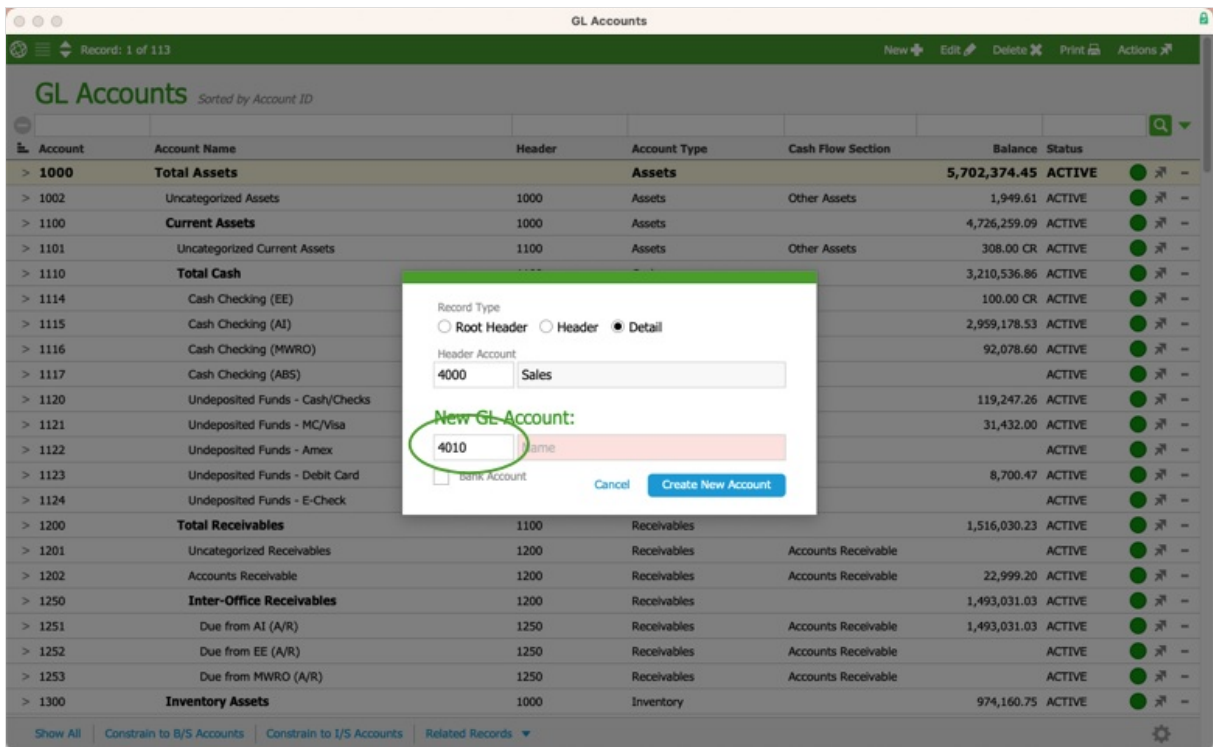 GL Accounts
Record: 1 of 113 New Edit Delete Print Actions
GL Accounts Sorted by Account ID
Account Account Name Header Account Type Cash Flow Section Balance Status
> 1000 Total Assets Assets 5,702,374.45 ACTIVE
> 1002 Uncategorized Assets 1000 Assets Other Assets 1,949.61 ACTIVE
> 1100 Current Assets 1000 Assets 4,726,259.09 ACTIVE
> 1101 Uncategorized Current Assets 1100 Assets Other Assets 308.00 CR ACTIVE
> 1110 Total Cash 3,210,536.86 ACTIVE
> 1114 Cash Checking (EE) 100.00 CR ACTIVE
> 1115 Cash Checking (AI) 2,959,178.53 ACTIVE
> 1116 Cash Checking (MWRO) 92,078.60 ACTIVE
> 1117 Cash Checking (ABS) ACTIVE
> 1120 Undeposited Funds - Cash/Checks 119,247.26 ACTIVE
> 1121 Undeposited Funds - MC/Visa 31,432.00 ACTIVE
> 1122 Undeposited Funds - Amex ACTIVE
> 1123 Undeposited Funds - Debit Card 8,700.47 ACTIVE
> 1124 Undeposited Funds - E-Check ACTIVE
> 1200 Total Receivables 1100 Receivables 1,516,030.23 ACTIVE
> 1201 Uncategorized Receivables 1200 Receivables Accounts Receivable ACTIVE
> 1202 Accounts Receivable 1200 Receivables Accounts Receivable 22,999.20 ACTIVE
> 1250 Inter-Office Receivables 1200 Receivables 1,493,031.03 ACTIVE
> 1251 Due from AI (A/R) 1250 Receivables Accounts Receivable 1,493,031.03 ACTIVE
> 1252 Due from EE (A/R) 1250 Receivables Accounts Receivable ACTIVE
> 1253 Due from MWRO (A/R) 1250 Receivables Accounts Receivable ACTIVE
> 1300 Inventory Assets 1000 Inventory 974,160.75 ACTIVE
Record Type
Root Header Header Detail
Header Account
4000 Sales
New GL Account:
4010 Name
Bank Account Cancel Create New Account
Show All Constrain to B/S Accounts Constrain to I/S Accounts Related Records